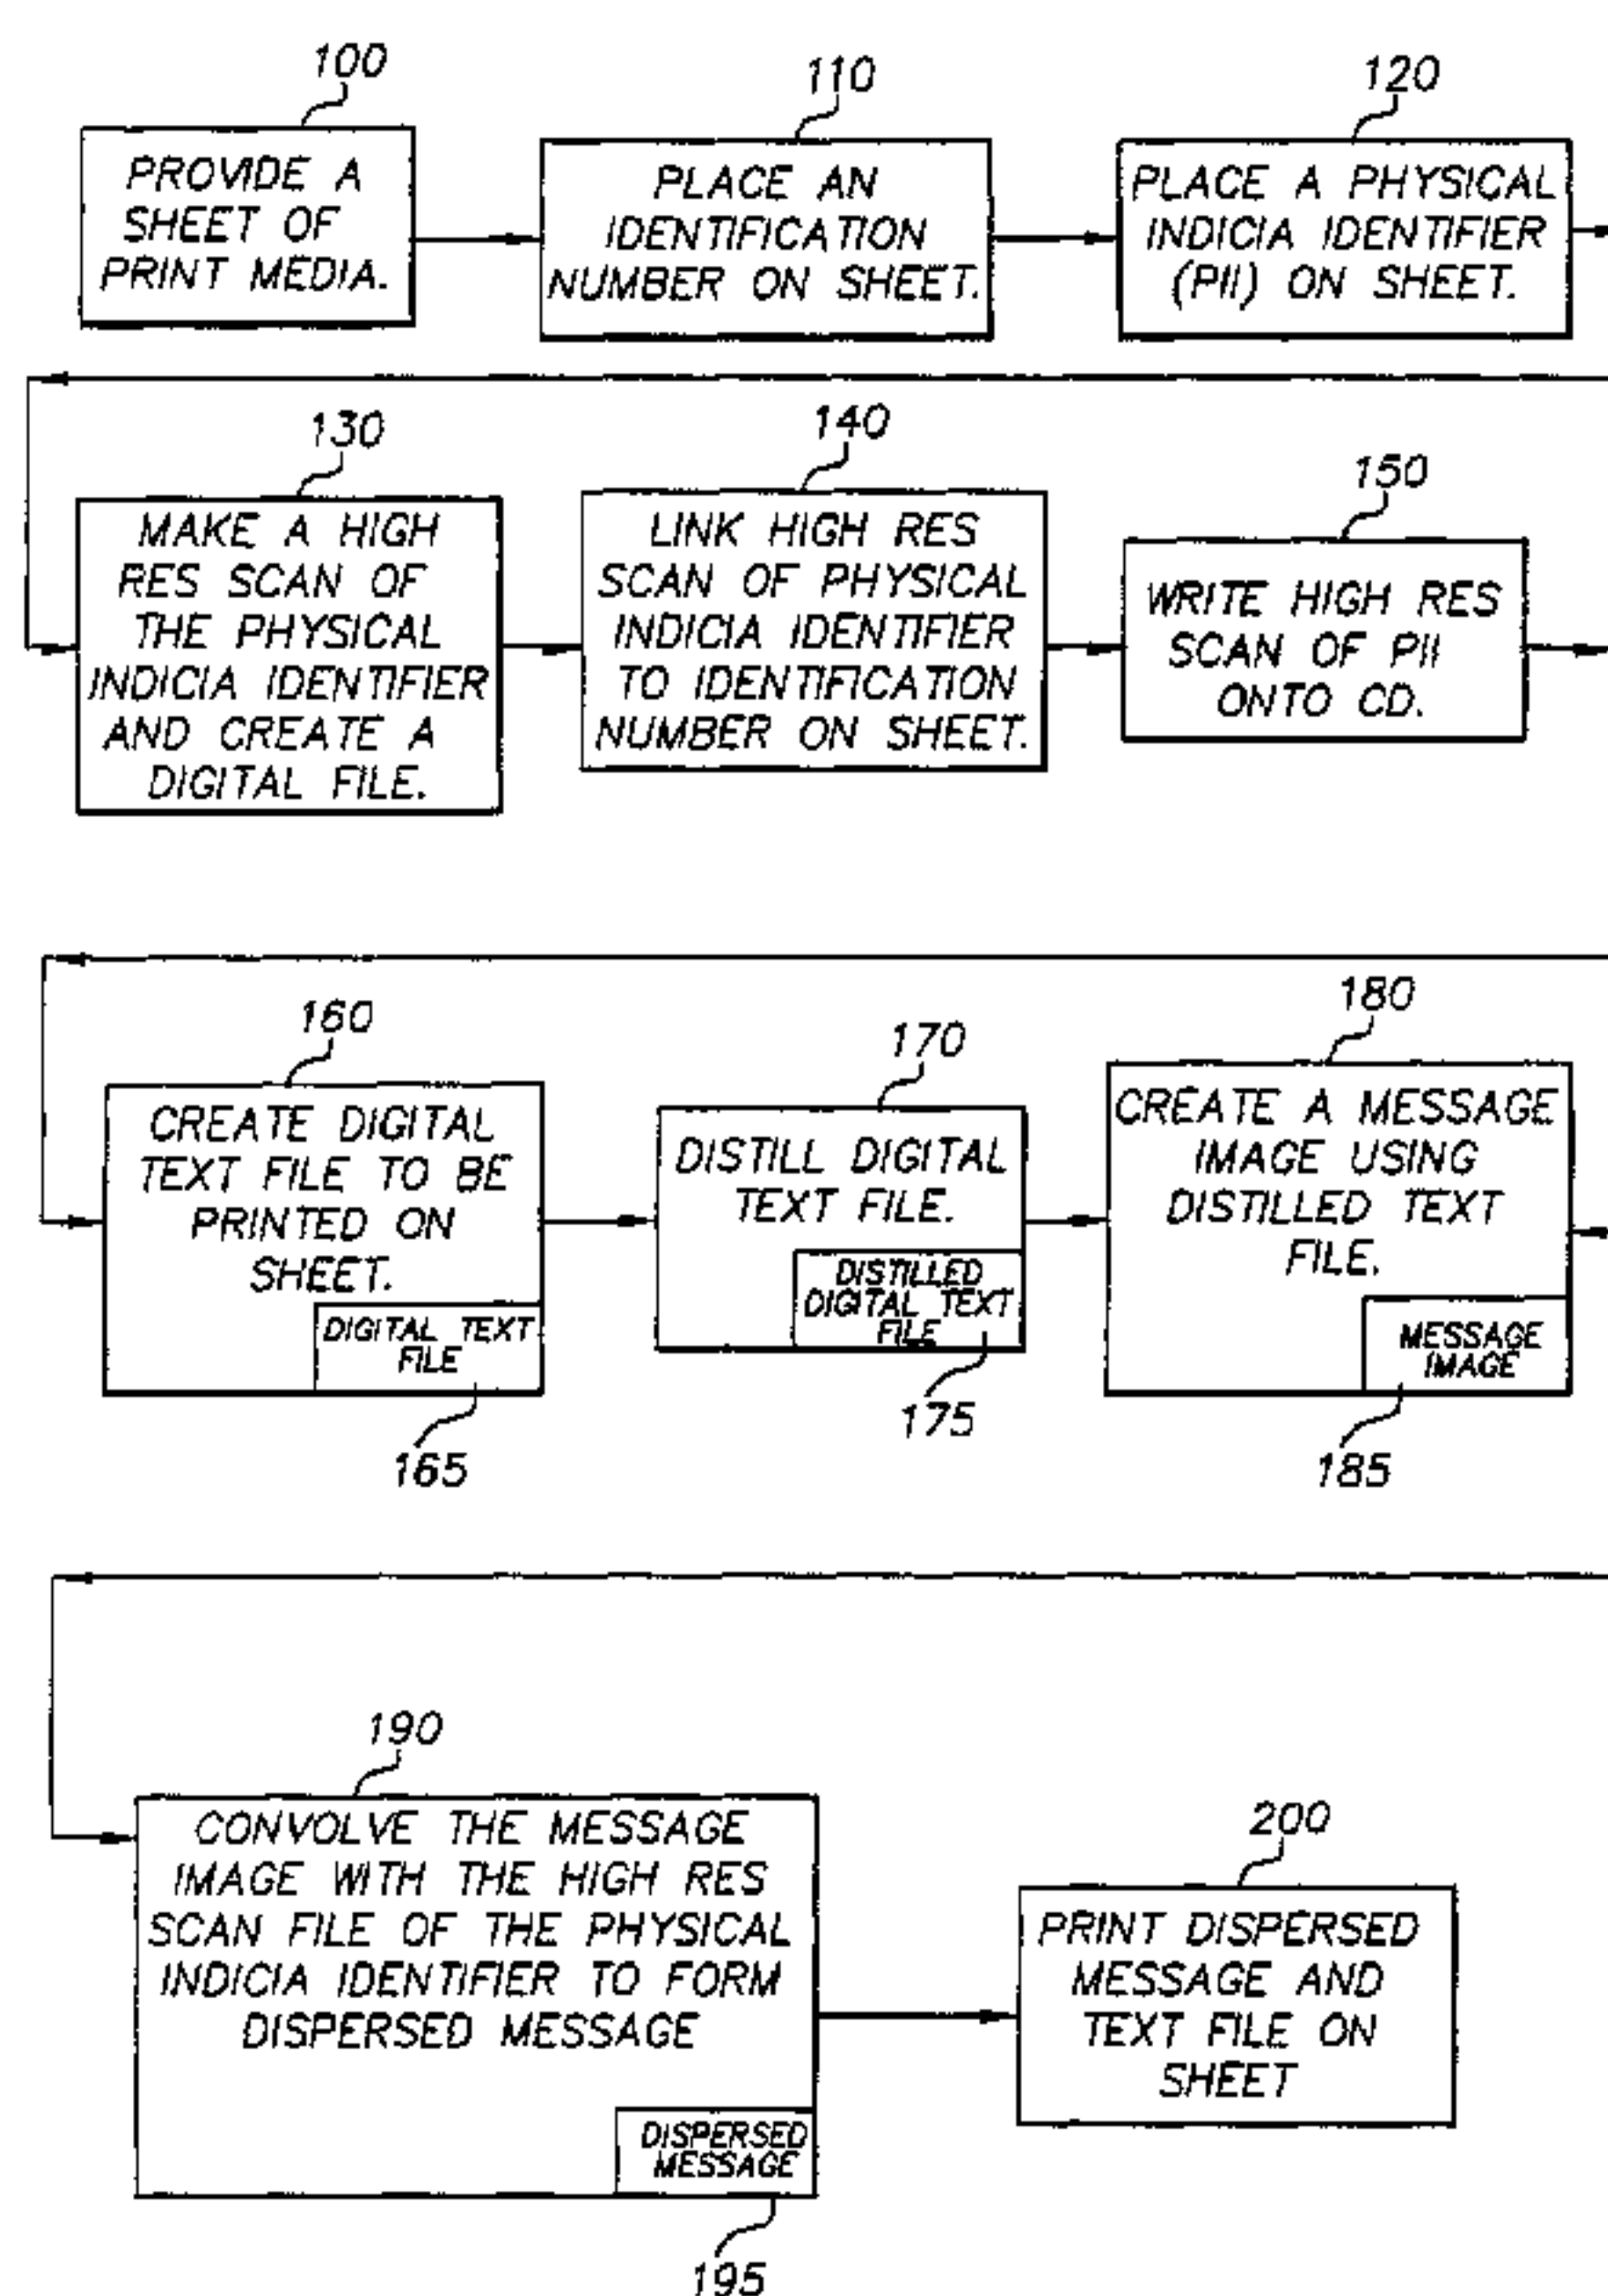 100
PROVIDE A
SHEET OF
PRINT MEDIA.
110
PLACE AN
IDENTIFICATION
NUMBER ON SHEET.
120
PLACE A PHYSICAL
INDICIA IDENTIFIER
(PII) ON SHEET.
130
MAKE A HIGH
RES SCAN OF
THE PHYSICAL
INDICIA IDENTIFIER
AND CREATE A
DIGITAL FILE.
140
LINK HIGH RES
SCAN OF PHYSICAL
INDICIA IDENTIFIER
TO IDENTIFICATION
NUMBER ON SHEET.
150
WRITE HIGH RES
SCAN OF PII
ONTO CD.
160
CREATE DIGITAL
TEXT FILE TO BE
PRINTED ON
SHEET.
DIGITAL TEXT
FILE
165
170
DISTILL DIGITAL
TEXT FILE.
DISTILLED
DIGITAL TEXT
FILE
175
180
CREATE A MESSAGE
IMAGE USING
DISTILLED TEXT
FILE.
MESSAGE
IMAGE
185
190
CONVOLVE THE MESSAGE
IMAGE WITH THE HIGH RES
SCAN FILE OF THE PHYSICAL
INDICIA IDENTIFIER TO FORM
DISPERSED MESSAGE
DISPERSED
MESSAGE
195
200
PRINT DISPERSED
MESSAGE AND
TEXT FILE ON
SHEET